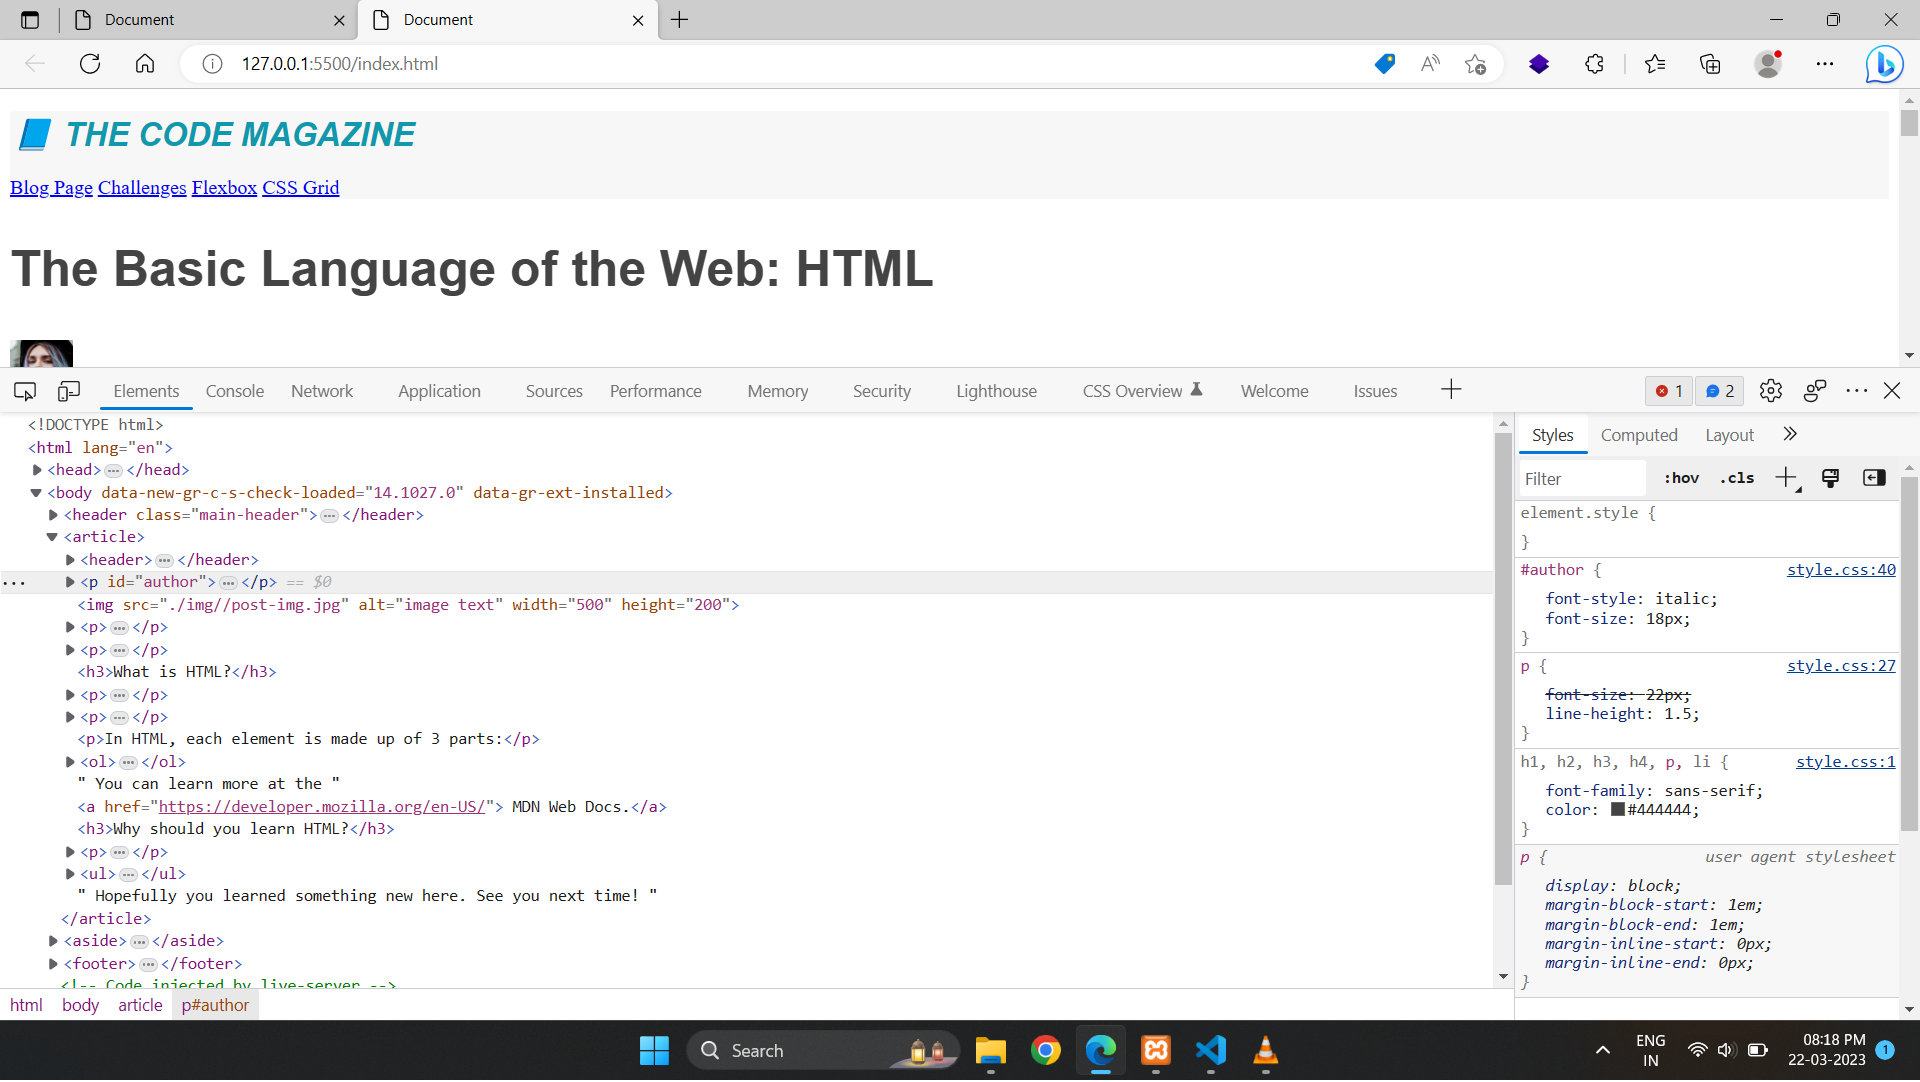 Document
Document
127.0.0.1:5500/index.html
THE CODE MAGAZINE
Blog Page Challenges Flexbox CSS Grid
The Basic Language of the Web: HTML
Elements Console Network Application Sources Performance Memory Security Lighthouse CSS Overview Welcome Issues 1 2
<!DOCTYPE html>
<html lang="en">
<head> ... </head>
<body data-new-gr-c-s-check-loaded="14.1027.0" data-gr-ext-installed>
<header class="main-header"> ... </header>
<article>
<header> ... </header>
... <p id="author"> ... </p> == $0
<img src="./img//post-img.jpg" alt="image text" width="500" height="200">
<p> ... </p>
<p> ... </p>
<h3>What is HTML?</h3>
<p> ... </p>
<p> ... </p>
<p>In HTML, each element is made up of 3 parts:</p>
<ol> ... </ol>
" You can learn more at the "
<a href="https://developer.mozilla.org/en-US/"> MDN Web Docs.</a>
<h3>Why should you learn HTML?</h3>
<p> ... </p>
<ul> ... </ul>
" Hopefully you learned something new here. See you next time! "
</article>
<aside> ... </aside>
<footer> ... </footer>
<!-- Code injected by live-server -->
html body article p#author
Styles Computed Layout
Filter :hov .cls
element.style {
}
#author { style.css:40
font-style: italic;
font-size: 18px;
}
p { style.css:27
font-size: 22px;
line-height: 1.5;
}
h1, h2, h3, h4, p, li { style.css:1
font-family: sans-serif;
color: #444444;
}
p { user agent stylesheet
display: block;
margin-block-start: 1em;
margin-block-end: 1em;
margin-inline-start: 0px;
margin-inline-end: 0px;
}
Search
ENG
IN
08:18 PM
22-03-2023
1